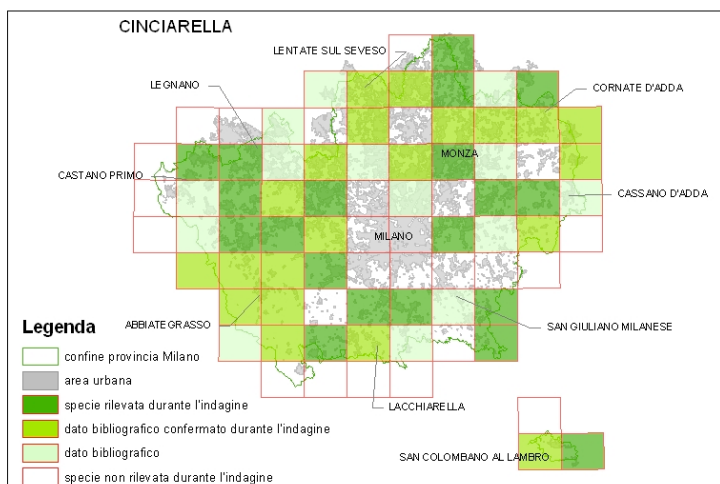 CINCIARELLA
LENTATE SUL SEVESO
LEGNANO
CORNATE D'ADDA
MONZA
CASTANO PRIMO
CASSANO D'ADDA
MILANO
ABBIATEGRASSO
SAN GIULIANO MILANESE
LACCHIARELLA
SAN COLOMBANO AL LAMBRO
Legenda
confine provincia Milano
area urbana
specie rilevata durante l'indagine
dato bibliografico confermato durante l'indagine
dato bibliografico
specie non rilevata durante l'indagine